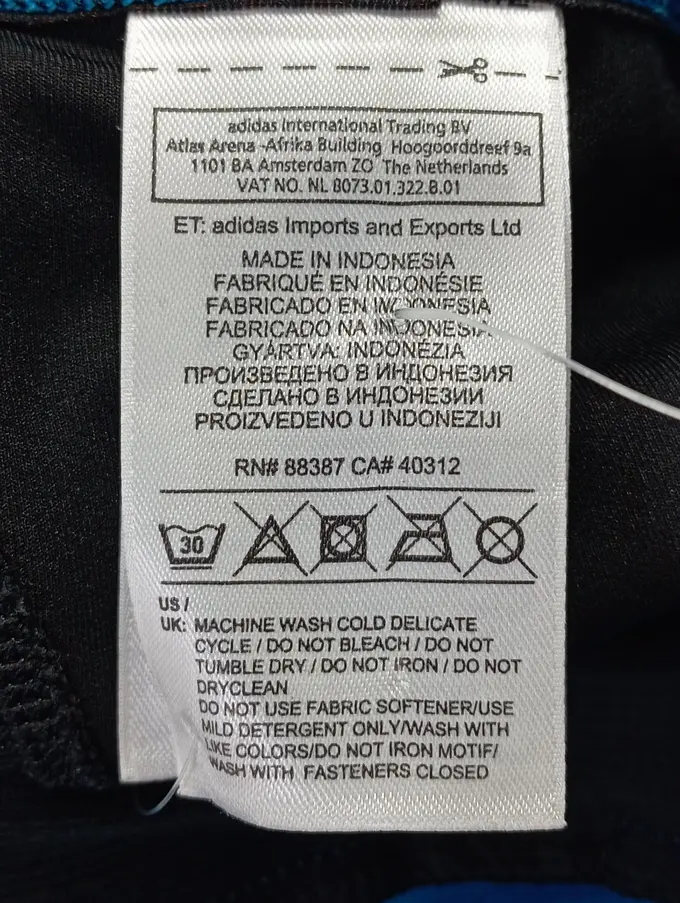 adidas International Trading BV
Atlas Arena -Afrika Building Hoogoorddreef 9a
1101 BA Amsterdam ZO The Netherlands
VAT NO. NL 8073.01.322.B.01
ET: adidas Imports and Exports Ltd
MADE IN INDONESIA
FABRIQUÉ EN INDONÉSIE
FABRICADO EN INDONESIA
FABRICADO NA INDONESIA
GYÁRTVA: INDONÉZIA
ПРОИЗВЕДЕНО В ИНДОНЕЗИЯ
СДЕЛАНО В ИНДОНЕЗИИ
PROIZVEDENO U INDONEZIJI
RN# 88387 CA# 40312
30
US /
UK: MACHINE WASH COLD DELICATE
CYCLE / DO NOT BLEACH / DO NOT
TUMBLE DRY / DO NOT IRON / DO NOT
DRYCLEAN
DO NOT USE FABRIC SOFTENER/USE
MILD DETERGENT ONLY/WASH WITH
LIKE COLORS/DO NOT IRON MOTIF/
WASH WITH FASTENERS CLOSED